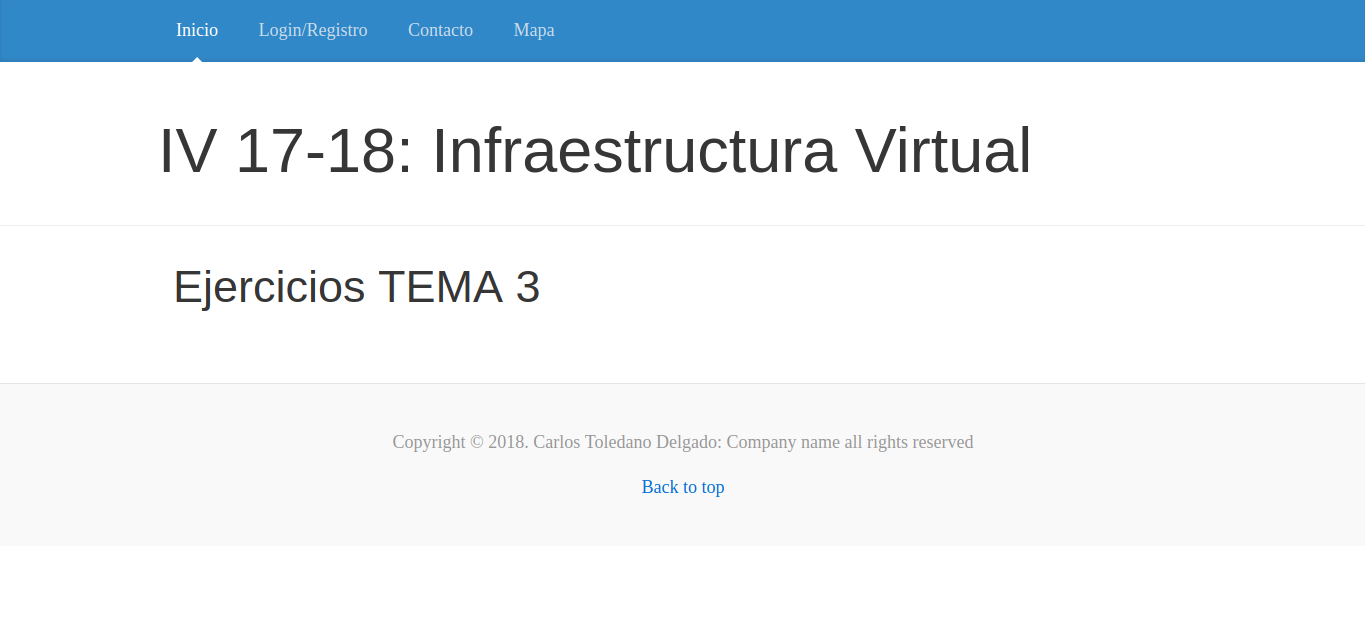 Inicio Login/Registro Contacto Mapa
IV 17-18: Infraestructura Virtual
Ejercicios TEMA 3
Copyright © 2018. Carlos Toledano Delgado: Company name all rights reserved
Back to top